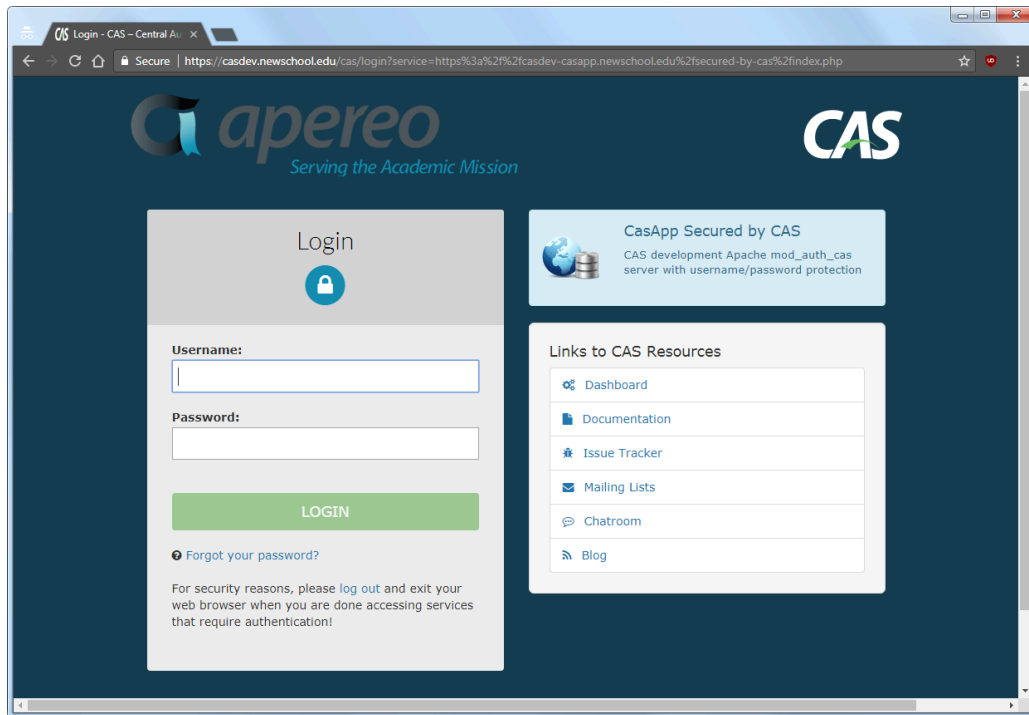 CAS Login - CAS – Central Au
Secure | https://casdev.newschool.edu/cas/login?service=https%3a%2f%2fcasdev-casapp.newschool.edu%2fsecured-by-cas%2findex.php
apereo
Serving the Academic Mission
CAS
Login
Username:
Password:
LOGIN
Forgot your password?
For security reasons, please log out and exit your
web browser when you are done accessing services
that require authentication!
CasApp Secured by CAS
CAS development Apache mod_auth_cas
server with username/password protection
Links to CAS Resources
Dashboard
Documentation
Issue Tracker
Mailing Lists
Chatroom
Blog